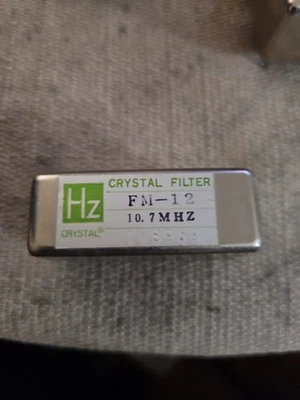 CRYSTAL FILTER
Hz
FM-12
10.7MHZ
CRYSTAL®